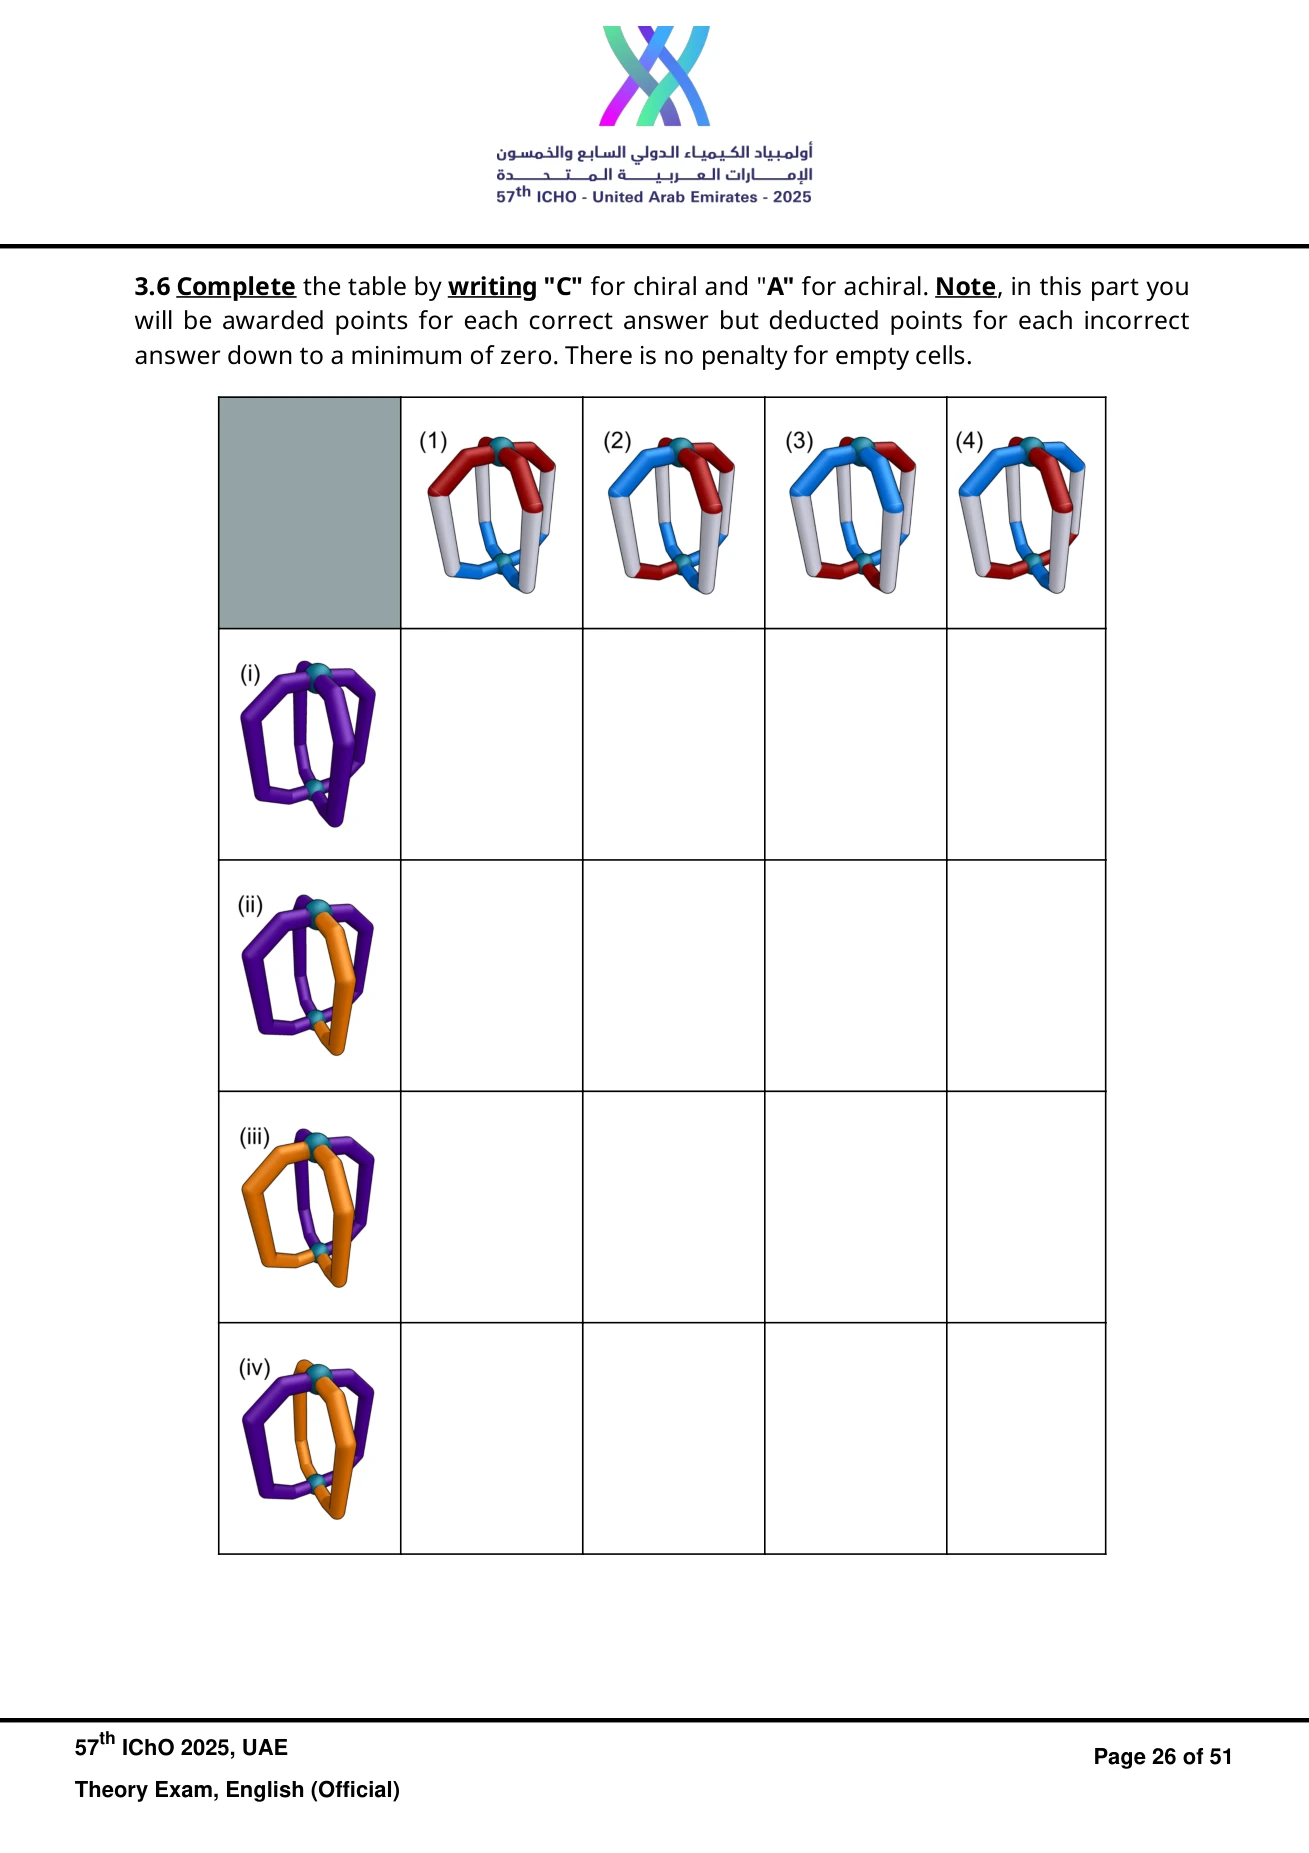 أولمبياد الكيمياء الدولي السابع والخمسون
الإمـــــارات العـــربيـــــة المـــتـــحـــــدة
57th ICHO - United Arab Emirates - 2025
3.6 Complete the table by writing "C" for chiral and "A" for achiral. Note, in this part you
will be awarded points for each correct answer but deducted points for each incorrect
answer down to a minimum of zero. There is no penalty for empty cells.
(1) (2) (3) (4)
(i)
(ii)
(iii)
(iv)
57th IChO 2025, UAE
Theory Exam, English (Official)
Page 26 of 51